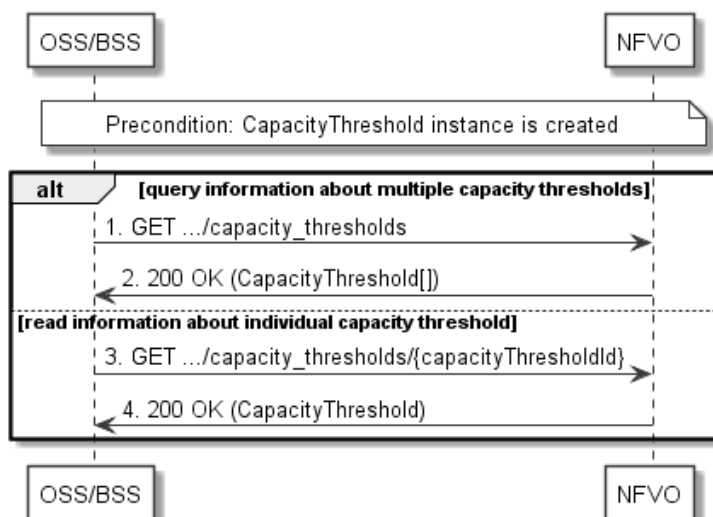 OSS/BSS
NFVO
Precondition: CapacityThreshold instance is created
alt
[query information about multiple capacity thresholds]
1. GET .../capacity_thresholds
2. 200 OK (CapacityThreshold[])
[read information about individual capacity threshold]
3. GET .../capacity_thresholds/{capacityThresholdId}
4. 200 OK (CapacityThreshold)
OSS/BSS
NFVO